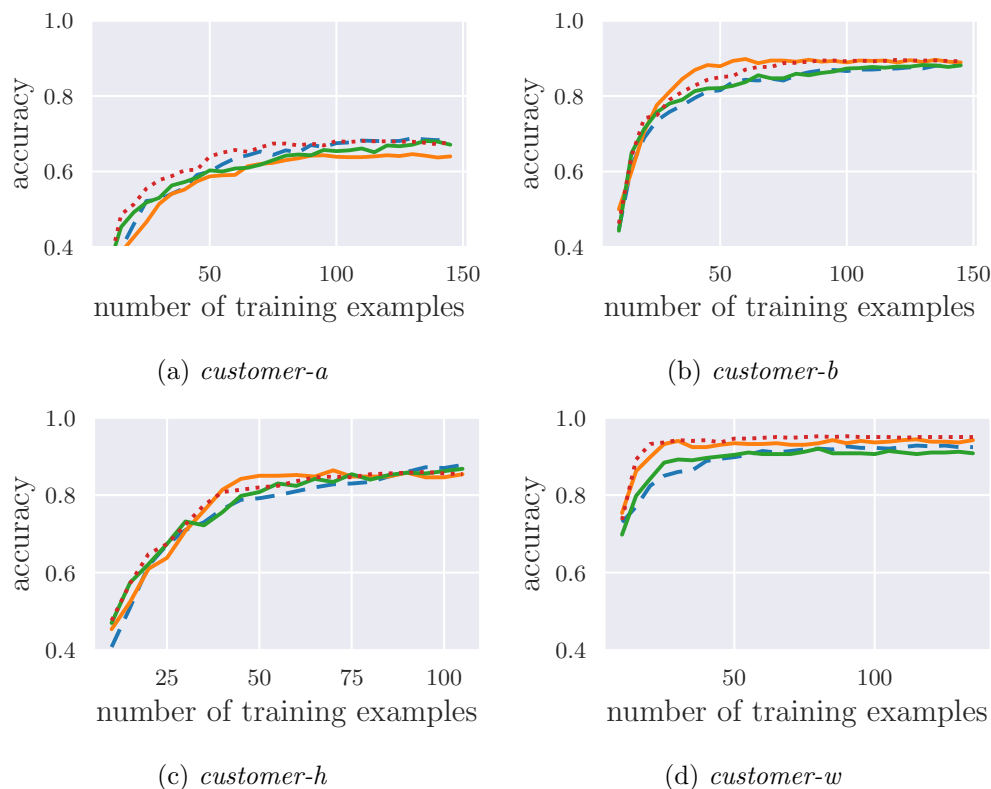 1.0
0.8
0.6
0.4
accuracy
50
100
150
number of training examples
(a) customer-a
1.0
0.8
0.6
0.4
accuracy
50
100
150
number of training examples
(b) customer-b
1.0
0.8
0.6
0.4
accuracy
25
50
75
100
number of training examples
(c) customer-h
1.0
0.8
0.6
0.4
accuracy
50
100
number of training examples
(d) customer-w